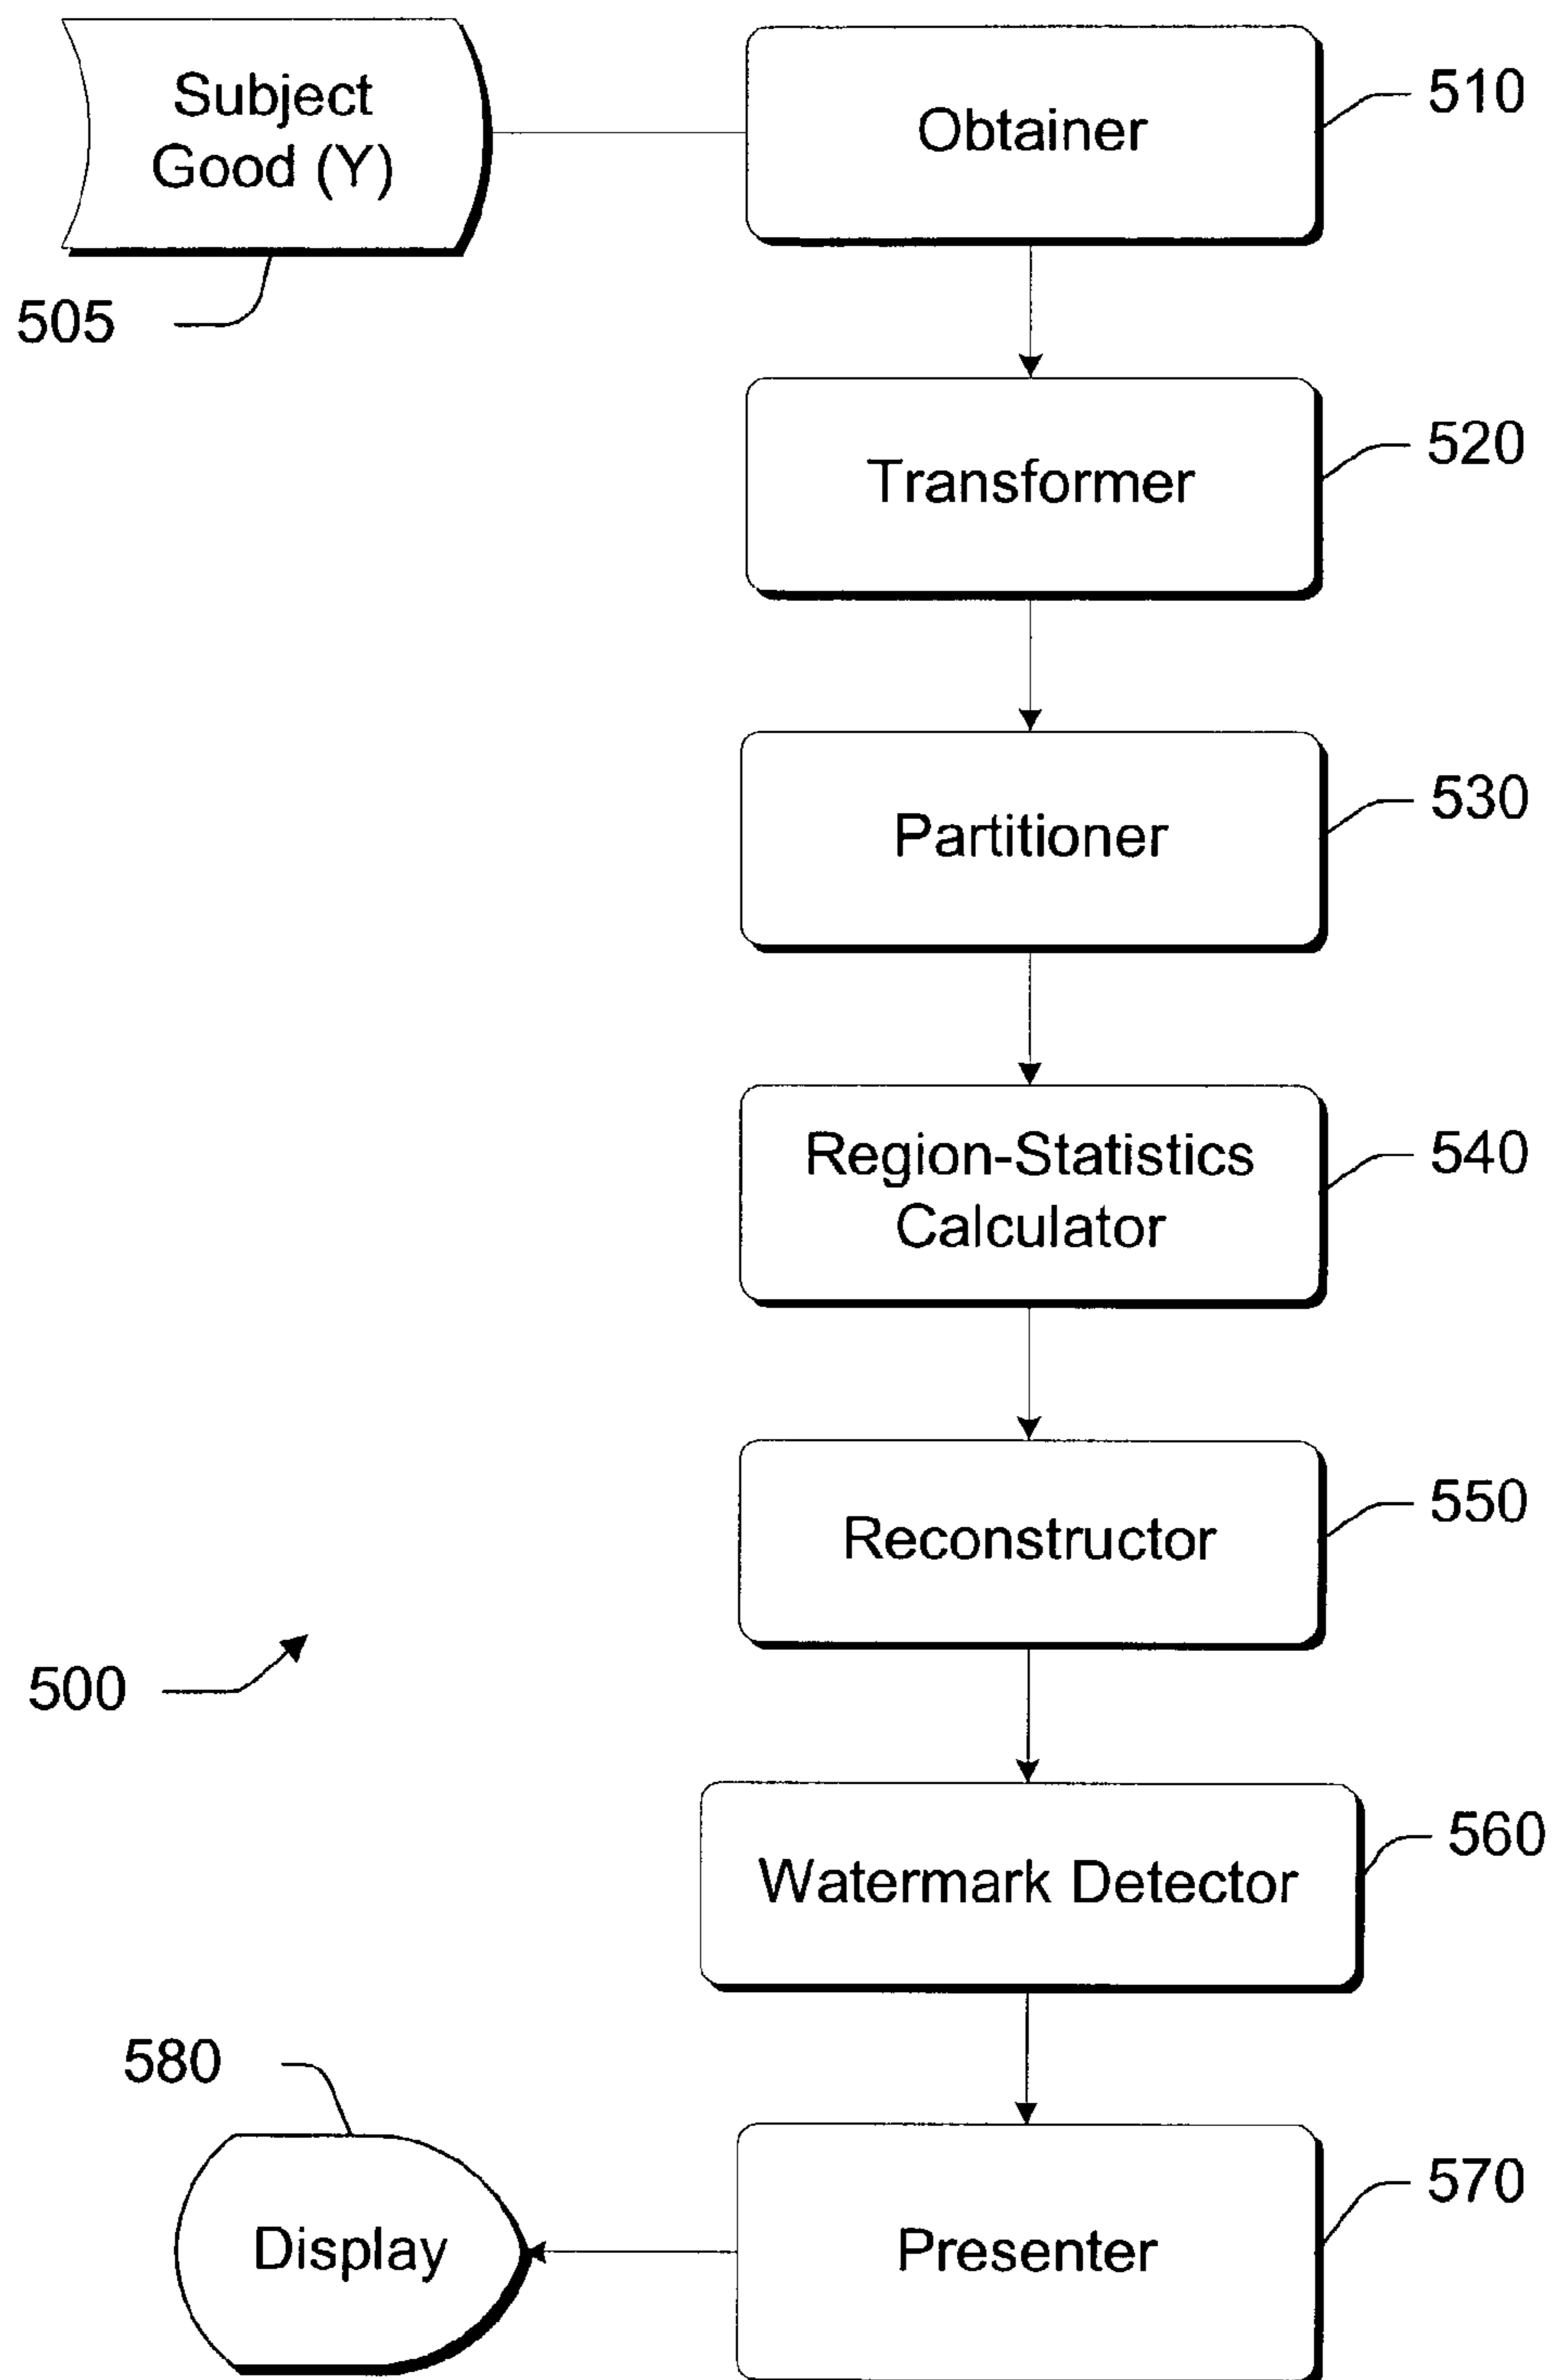 Subject
Good (Y)
505
Obtainer
510
Transformer
520
Partitioner
530
Region-Statistics
Calculator
540
Reconstructor
550
500
Watermark Detector
560
580
Display
Presenter
570